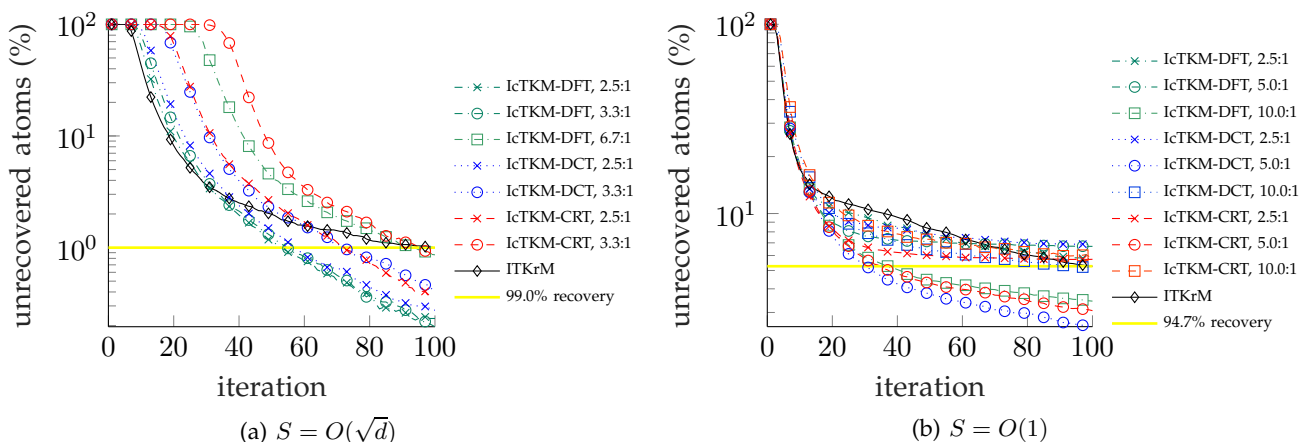 unrecovered atoms (%)
10^2
10^1
10^0
0 20 40 60 80 100
iteration
IcTKM-DFT, 2.5:1
IcTKM-DFT, 3.3:1
IcTKM-DFT, 6.7:1
IcTKM-DCT, 2.5:1
IcTKM-DCT, 3.3:1
IcTKM-CRT, 2.5:1
IcTKM-CRT, 3.3:1
ITKrM
99.0% recovery
(a) S = O(√d)
unrecovered atoms (%)
10^2
10^1
0 20 40 60 80 100
iteration
IcTKM-DFT, 2.5:1
IcTKM-DFT, 5.0:1
IcTKM-DFT, 10.0:1
IcTKM-DCT, 2.5:1
IcTKM-DCT, 5.0:1
IcTKM-DCT, 10.0:1
IcTKM-CRT, 2.5:1
IcTKM-CRT, 5.0:1
IcTKM-CRT, 10.0:1
ITKrM
94.7% recovery
(b) S = O(1)